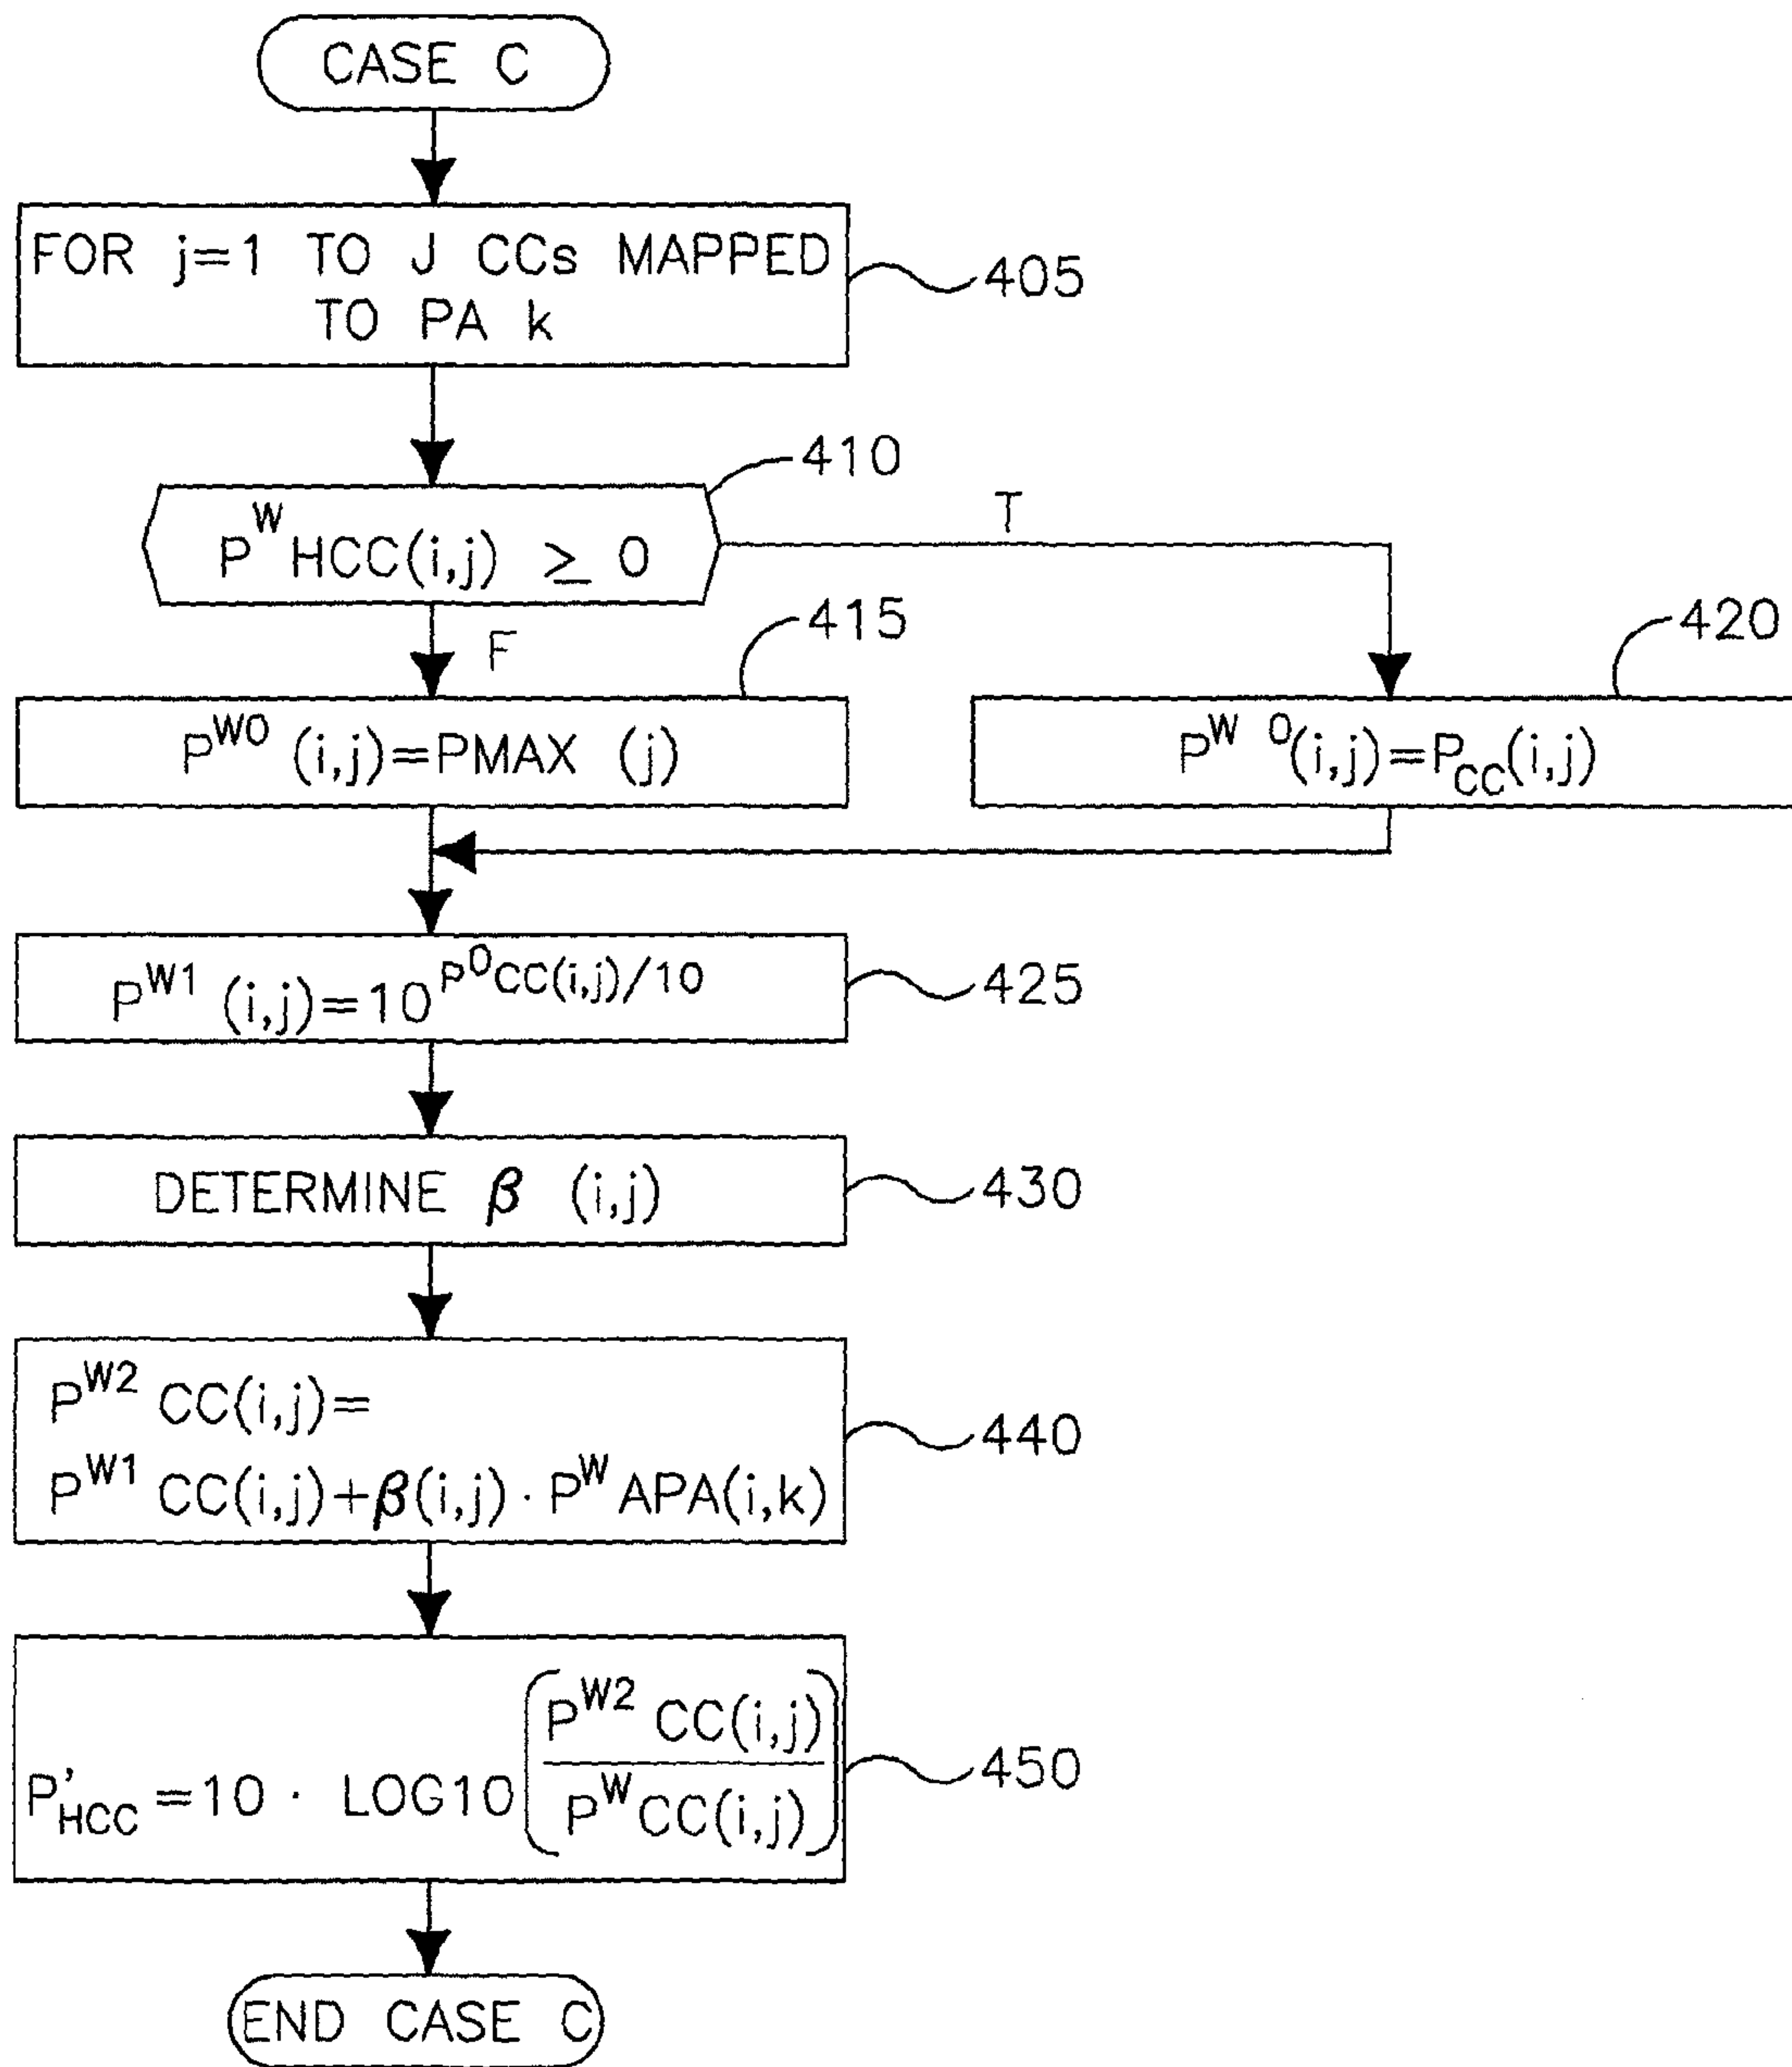 CASE C
FOR j=1 TO J CCs MAPPED
TO PA k
405
410
P^W HCC(i,j) ≥ 0
T
F
415
420
P^W0 (i,j)=PMAX (j)
P^W 0(i,j)=P_CC(i,j)
P^W1 (i,j)=10^P^0CC(i,j)/10
425
DETERMINE β (i,j)
430
P^W2 CC(i,j)=
P^W1 CC(i,j)+β(i,j) · P^W APA(i,k)
440
P'_HCC =10 · LOG10 (P^W2 CC(i,j) / P^W CC(i,j))
450
END CASE C